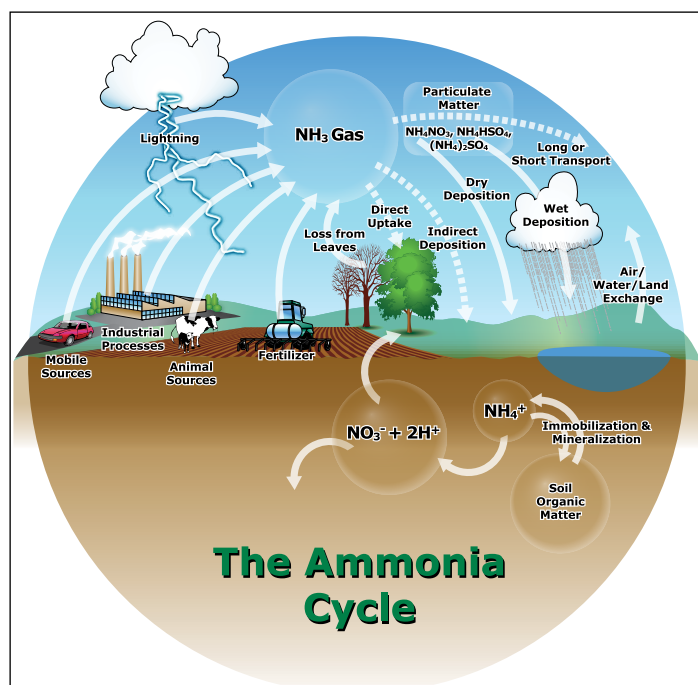 Lightning
NH₃ Gas
Particulate
Matter
NH₄NO₃, NH₄HSO₄,
(NH₄)₂SO₄
Long or
Short Transport
Dry
Deposition
Wet
Deposition
Direct
Uptake
Indirect
Deposition
Loss from
Leaves
Air/
Water/Land
Exchange
Mobile
Sources
Industrial
Processes
Animal
Sources
Fertilizer
NO₃⁻ + 2H⁺
NH₄⁺
Immobilization &
Mineralization
Soil
Organic
Matter
The Ammonia
Cycle